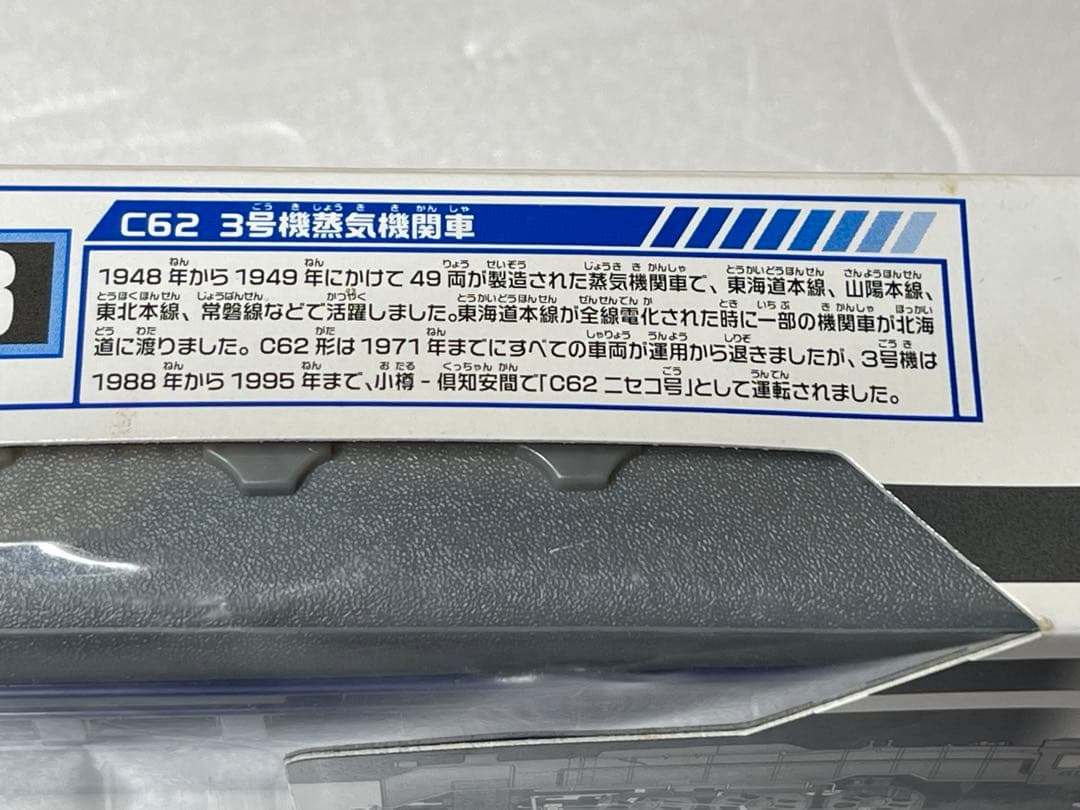 C62 3号機蒸気機関車
1948年から1949年にかけて49両が製造された蒸気機関車で、東海道本線、山陽本線、
東北本線、常磐線などで活躍しました。東海道本線が全線電化された時に一部の機関車が北海
道に渡りました。C62形は1971年までにすべての車両が運用から退きましたが、3号機は
1988年から1995年まで、小樽-倶知安間で「C62ニセコ号」として運転されました。